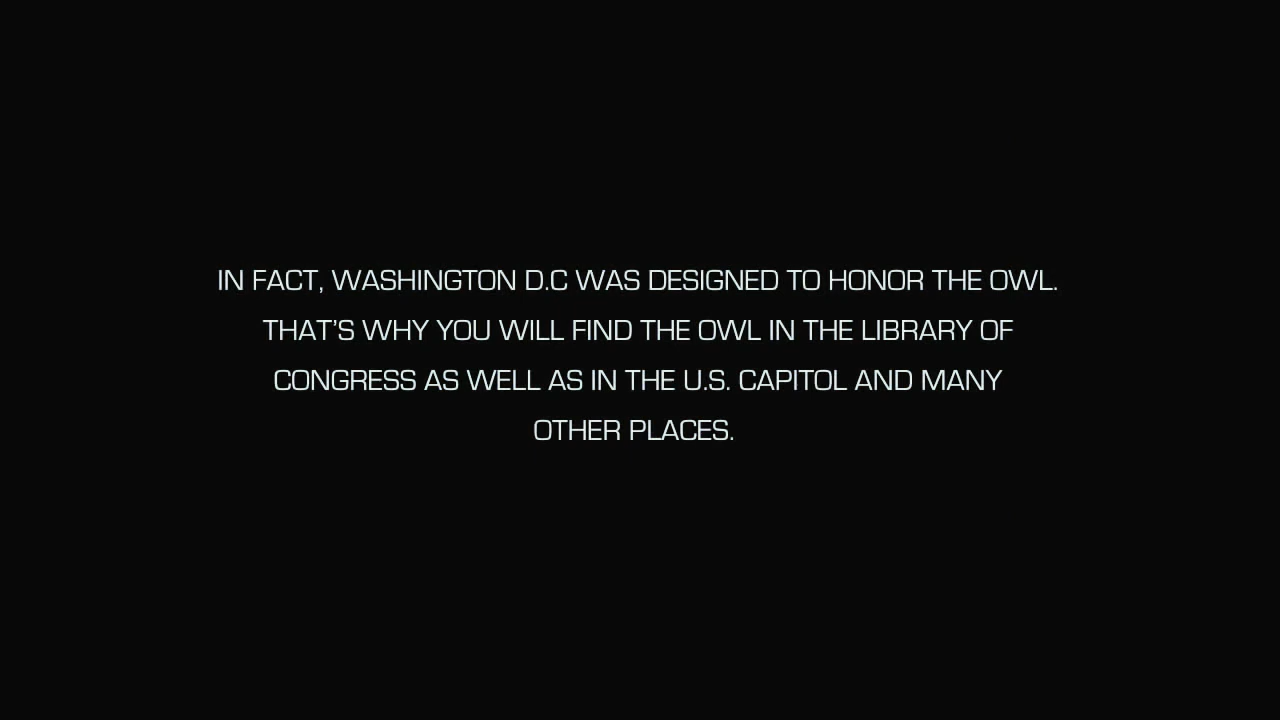 IN FACT, WASHINGTON D.C WAS DESIGNED TO HONOR THE OWL.
THAT’S WHY YOU WILL FIND THE OWL IN THE LIBRARY OF
CONGRESS AS WELL AS IN THE U.S. CAPITOL AND MANY
OTHER PLACES.